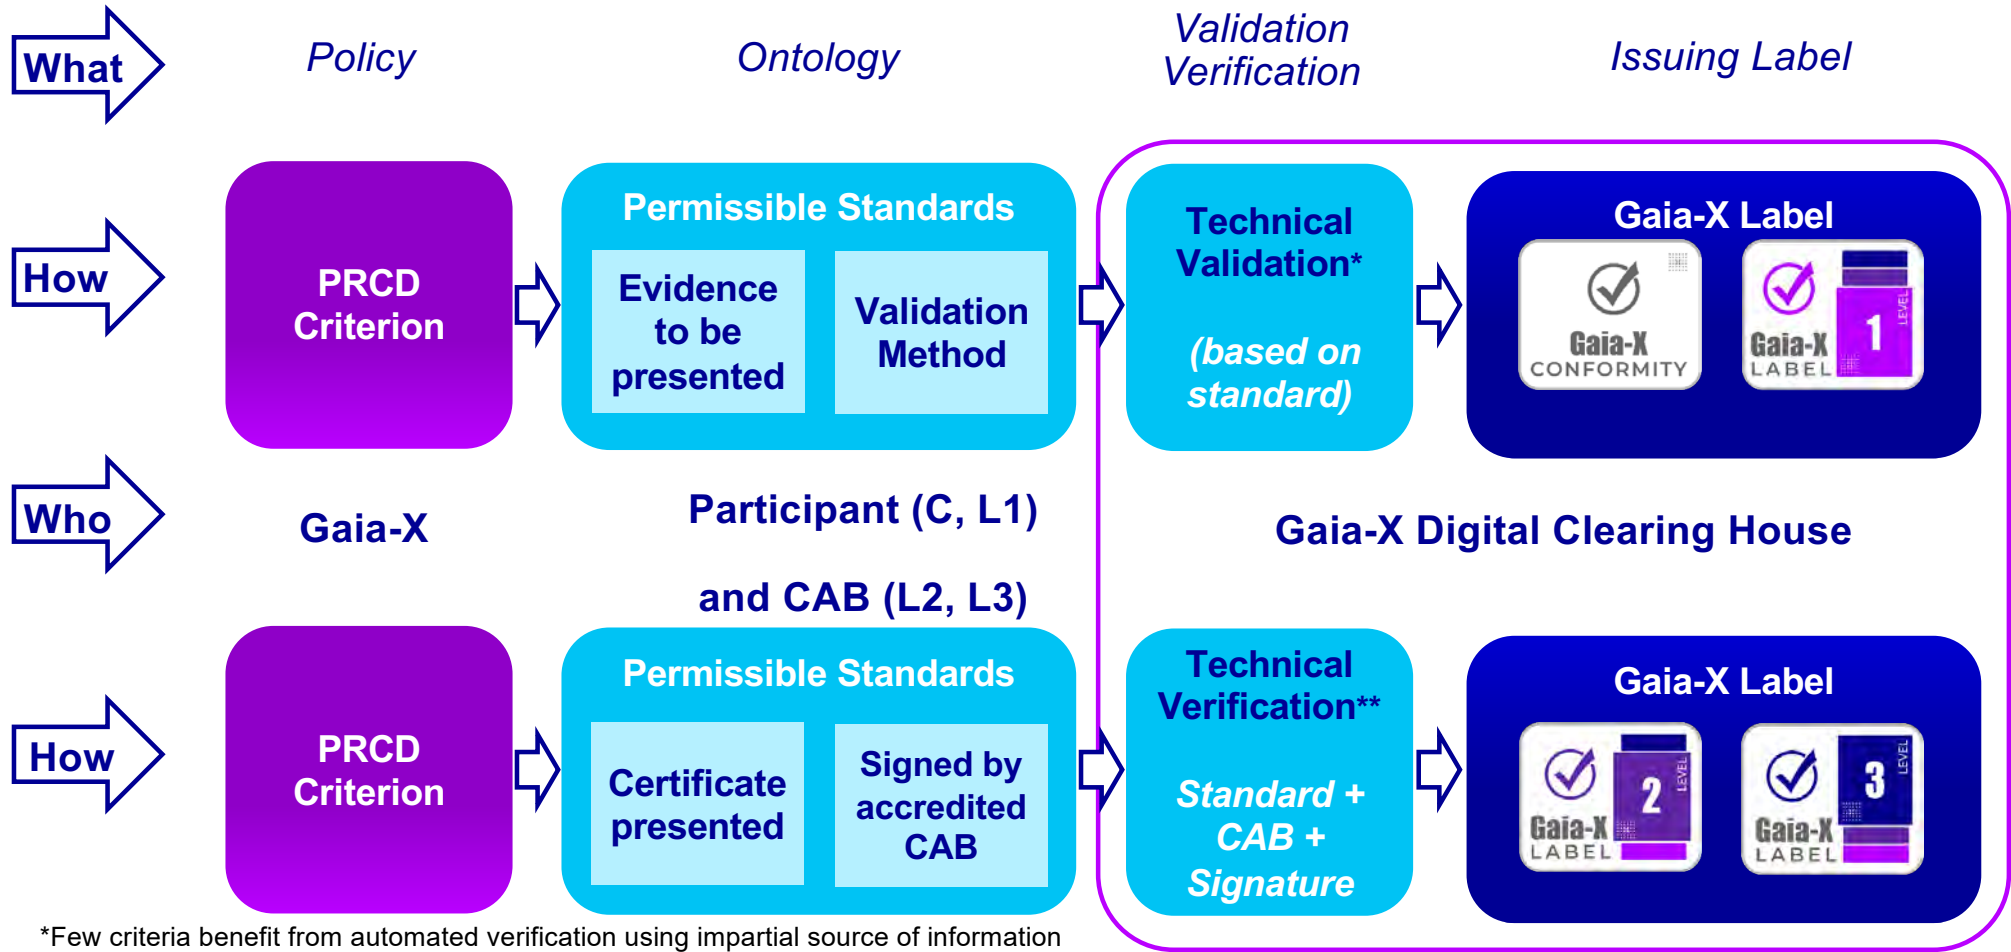 What
Policy
Ontology
Validation
Verification
Issuing Label
How
PRCD
Criterion
Permissible Standards
Evidence
to be
presented
Validation
Method
Technical
Validation*
(based on
standard)
Gaia-X Label
Gaia-X
CONFORMITY
Gaia-X
LABEL
1
LEVEL
Who
Gaia-X
Participant (C, L1)
and CAB (L2, L3)
Gaia-X Digital Clearing House
How
PRCD
Criterion
Permissible Standards
Certificate
presented
Signed by
accredited
CAB
Technical
Verification**
Standard +
CAB +
Signature
Gaia-X Label
Gaia-X
LABEL
2
LEVEL
Gaia-X
LABEL
3
LEVEL
*Few criteria benefit from automated verification using impartial source of information